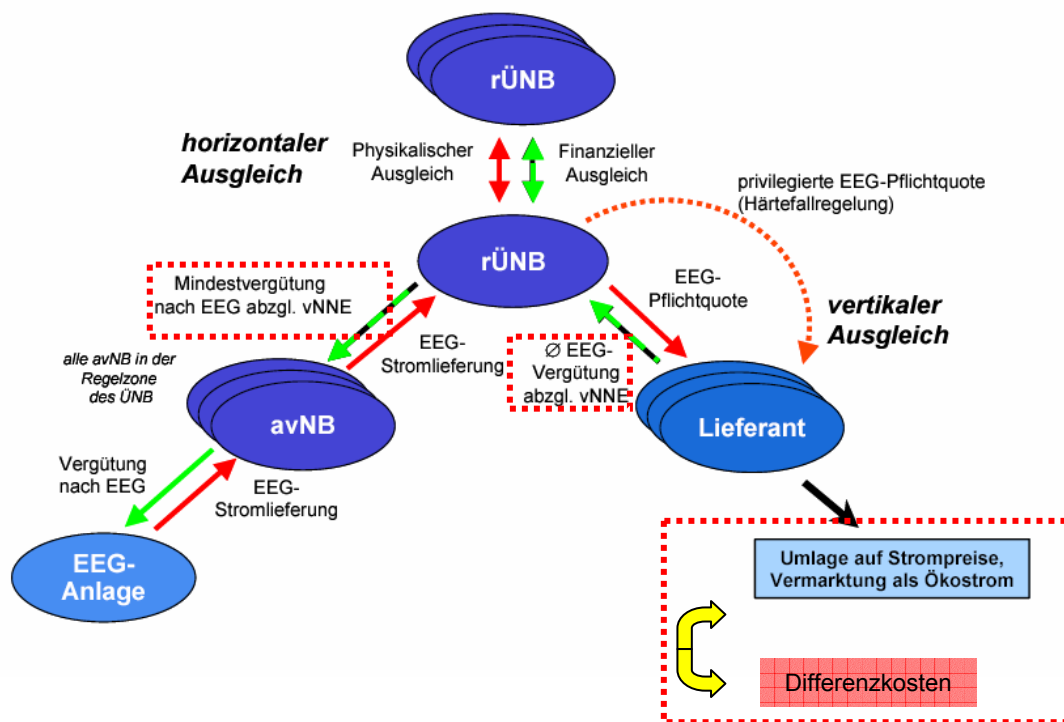 rÜNB
horizontaler
Ausgleich
Physikalischer
Ausgleich
Finanzieller
Ausgleich
privilegierte EEG-Pflichtquote
(Härtefallregelung)
rÜNB
Mindestvergütung
nach EEG abzgl. vNNE
EEG-
Pflichtquote
vertikaler
Ausgleich
EEG-
Stromlieferung
Ø EEG-
Vergütung
abzgl. vNNE
alle avNB in der
Regelzone
des ÜNB
avNB
Lieferant
Vergütung
nach EEG
EEG-
Stromlieferung
EEG-
Anlage
Umlage auf Strompreise,
Vermarktung als Ökostrom
Differenzkosten